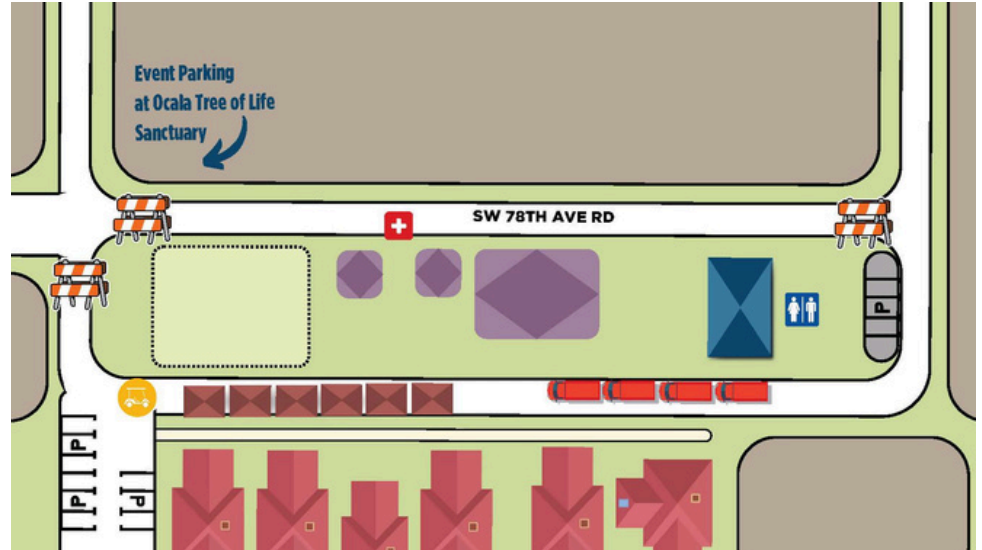 Event Parking
at Ocala Tree of Life
Sanctuary
SW 78TH AVE RD
P
P
P
P